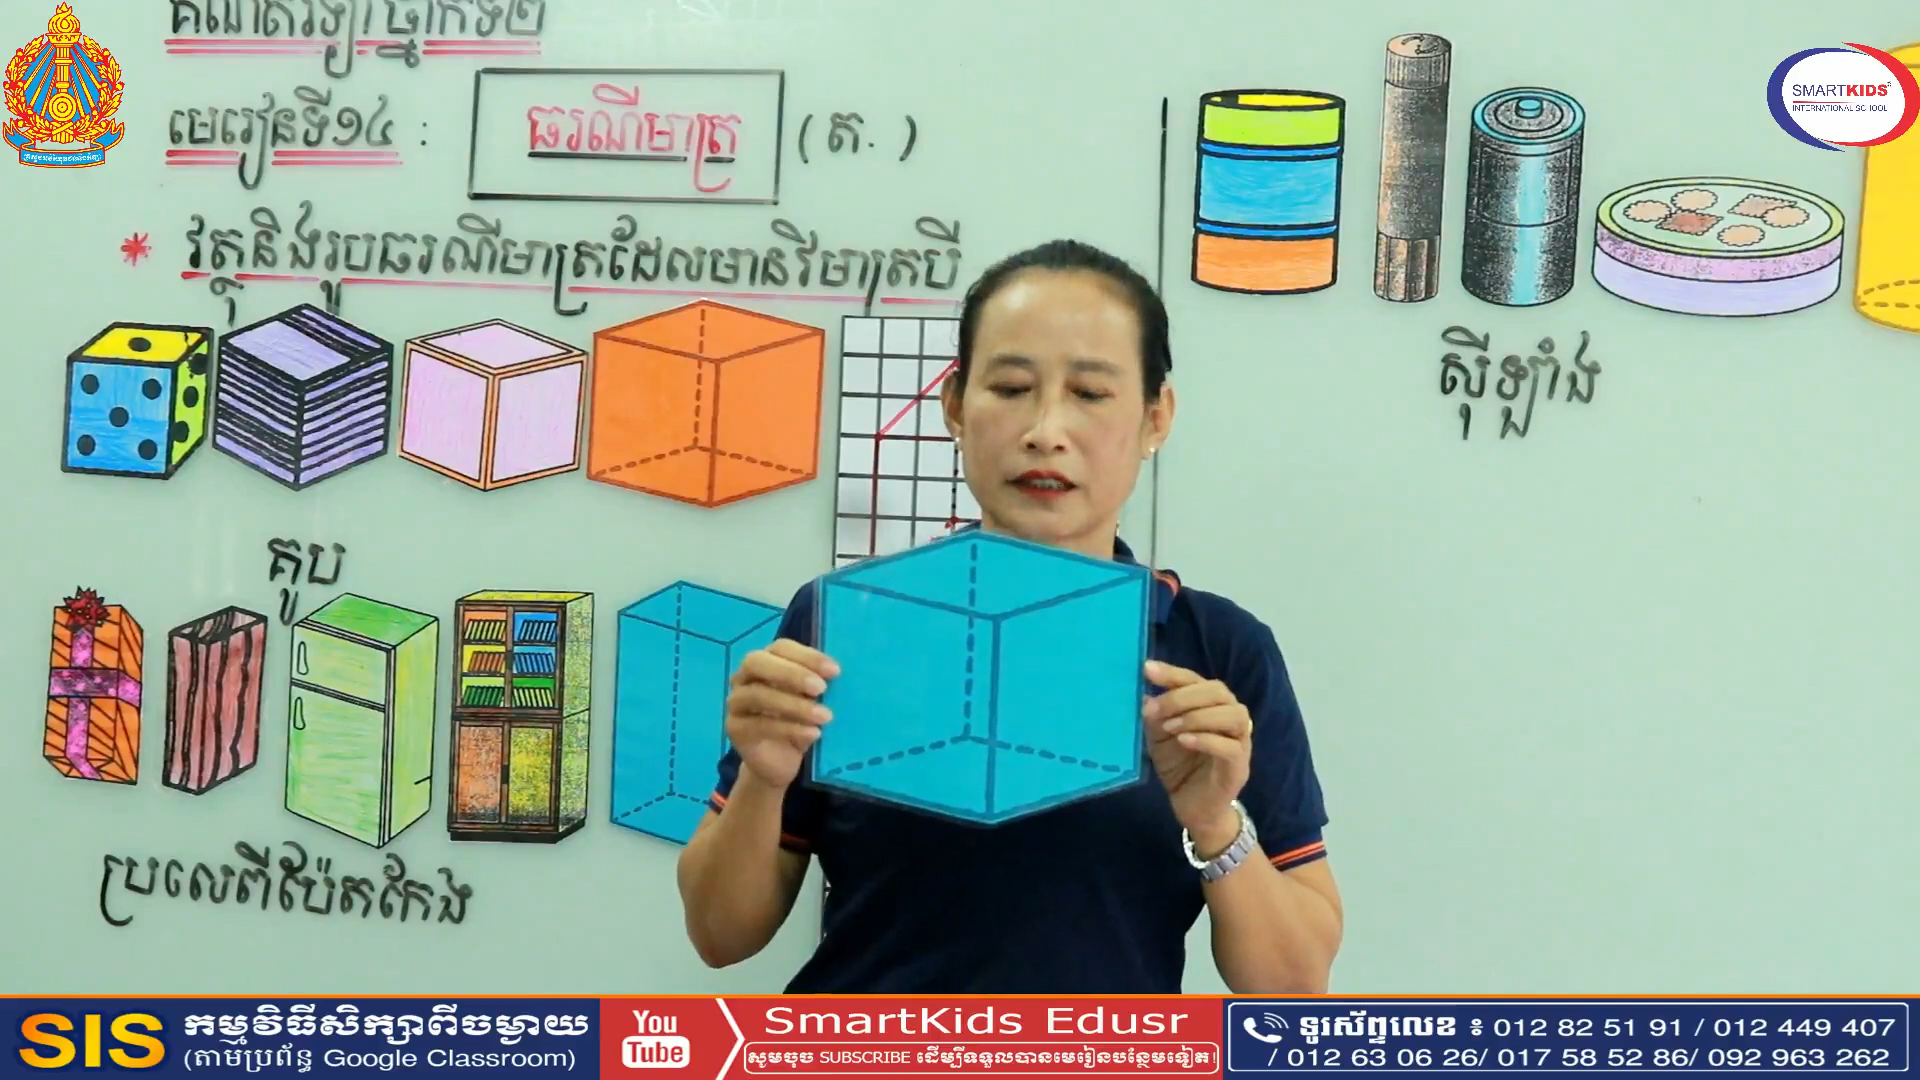 គណិតវិទ្យា ថ្នាក់ទី២
មេរៀនទី១៤ : ធរណីមាត្រ (ត.)
* វត្ថុនិងរូបធរណីមាត្រដែលមានវិមាត្របី
គូប
ប្រលេពីប៉ែតកែង
ស៊ីឡាំង
SMARTKIDS
INTERNATIONAL SCHOOL
SIS
កម្មវិធីសិក្សាពីចម្ងាយ
(តាមប្រព័ន្ធ Google Classroom)
You
Tube
SmartKids Edusr
សូមចុច SUBSCRIBE ដើម្បីទទួលបានមេរៀនបន្ថែមទៀត!
ទូរស័ព្ទលេខ ៖ 012 82 51 91 / 012 449 407
/ 012 63 06 26/ 017 58 52 86/ 092 963 262